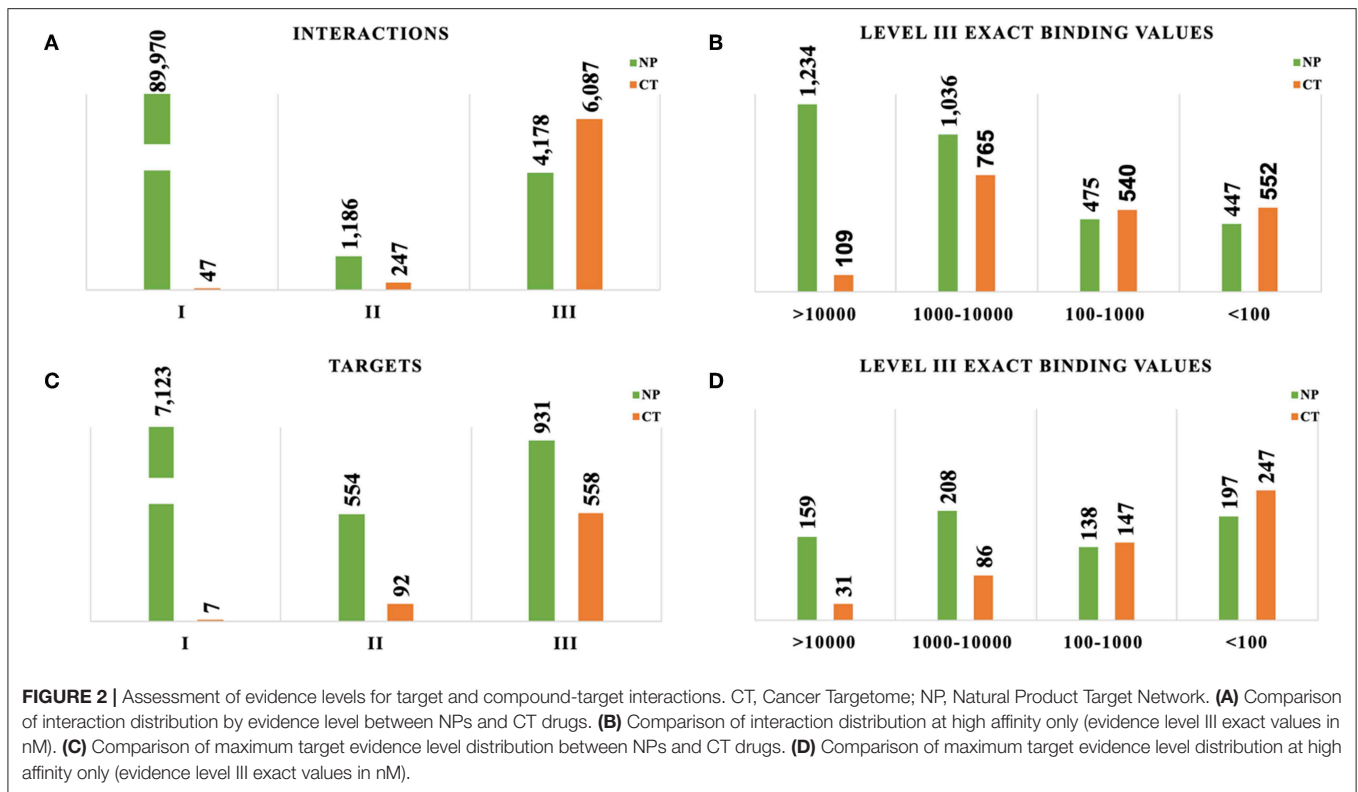 A
INTERACTIONS
NP
CT
89,970
47
1,186
247
4,178
6,087
I
II
III
B
LEVEL III EXACT BINDING VALUES
NP
CT
1,234
109
1,036
765
475
540
447
552
>10000
1000-10000
100-1000
<100
C
TARGETS
NP
CT
7,123
7
554
92
931
558
I
II
III
D
LEVEL III EXACT BINDING VALUES
NP
CT
159
31
208
86
138
147
197
247
>10000
1000-10000
100-1000
<100
FIGURE 2 | Assessment of evidence levels for target and compound-target interactions. CT, Cancer Targetome; NP, Natural Product Target Network. (A) Comparison
of interaction distribution by evidence level between NPs and CT drugs. (B) Comparison of interaction distribution at high affinity only (evidence level III exact values in
nM). (C) Comparison of maximum target evidence level distribution between NPs and CT drugs. (D) Comparison of maximum target evidence level distribution at high
affinity only (evidence level III exact values in nM).